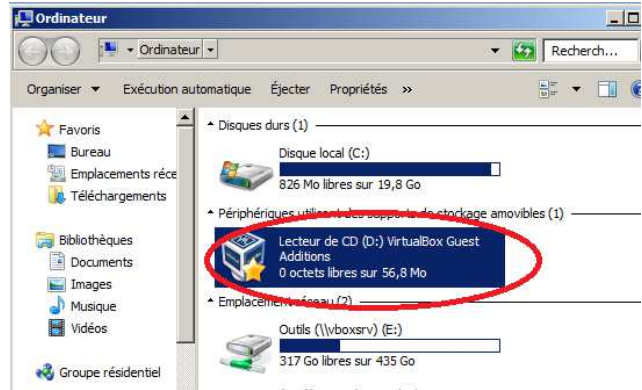 Ordinateur
Ordinateur
Recherch...
Organiser
Exécution automatique
Éjecter
Propriétés
»
Favoris
Bureau
Emplacements réce
Téléchargements
Bibliothèques
Documents
Images
Musique
Vidéos
Groupe résidentiel
Disques durs (1)
Disque local (C:)
826 Mo libres sur 19,8 Go
Périphériques utilisant des supports de stockage amovibles (1)
Lecteur de CD (D:) VirtualBox Guest
Additions
0 octets libres sur 56,8 Mo
Emplacement réseau (2)
Outils (\\vboxsrv) (E:)
317 Go libres sur 435 Go